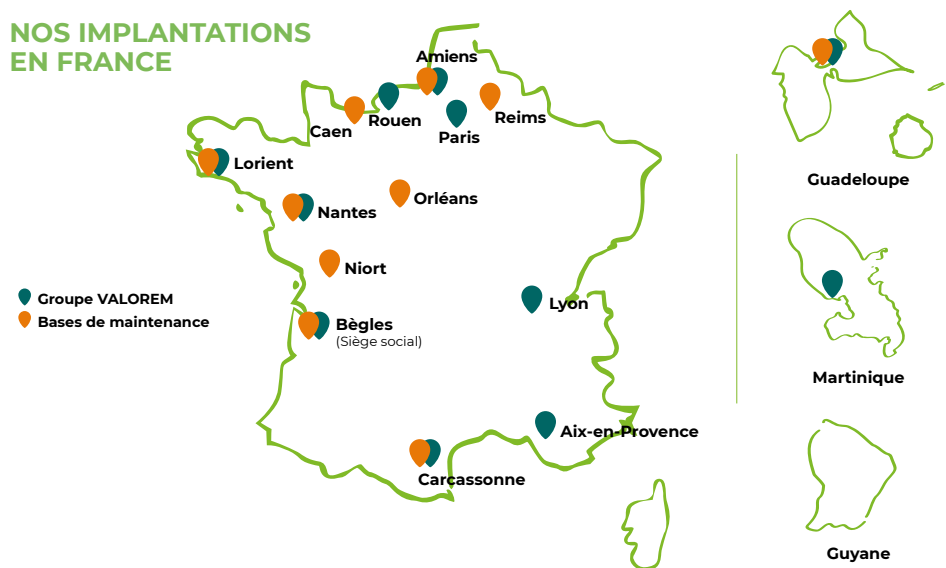 NOS IMPLANTATIONS
EN FRANCE
Amiens
Caen
Rouen
Paris
Reims
Lorient
Nantes
Orléans
Niort
Groupe VALOREM
Bases de maintenance
Bègles
(Siège social)
Lyon
Aix-en-Provence
Carcassonne
Guadeloupe
Martinique
Guyane